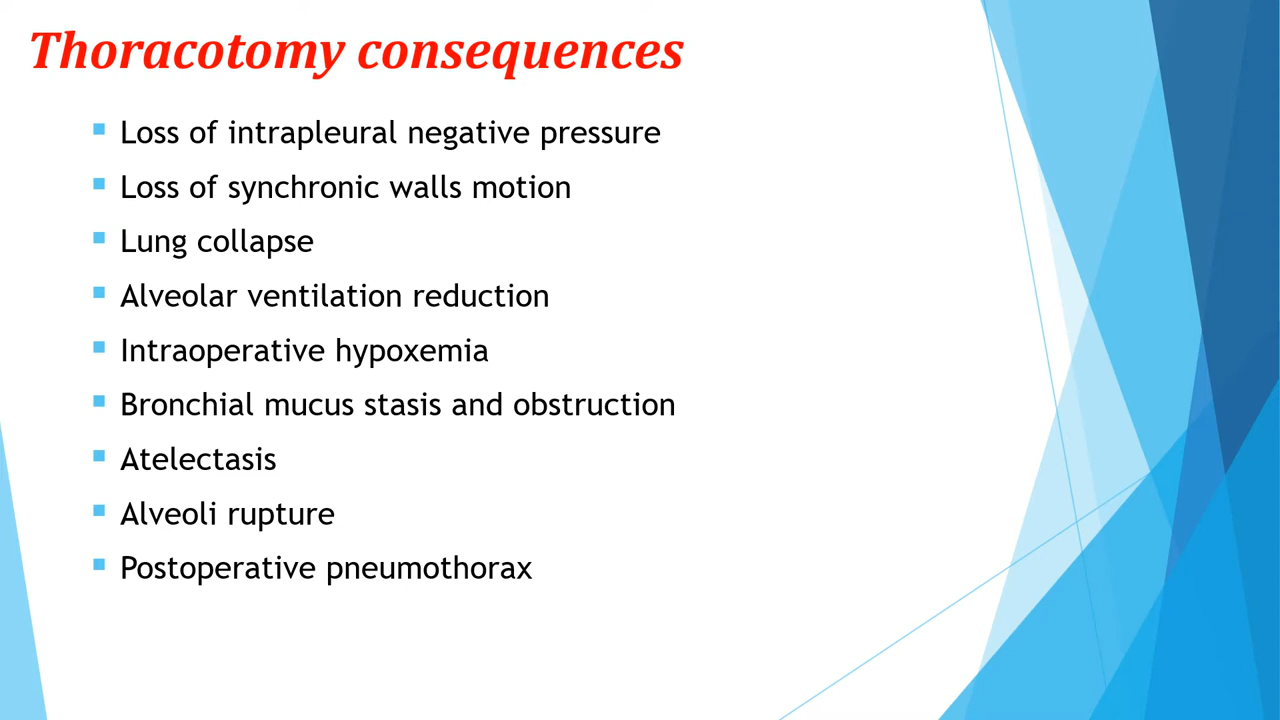 Thoracotomy consequences
Loss of intrapleural negative pressure
Loss of synchronic walls motion
Lung collapse
Alveolar ventilation reduction
Intraoperative hypoxemia
Bronchial mucus stasis and obstruction
Atelectasis
Alveoli rupture
Postoperative pneumothorax